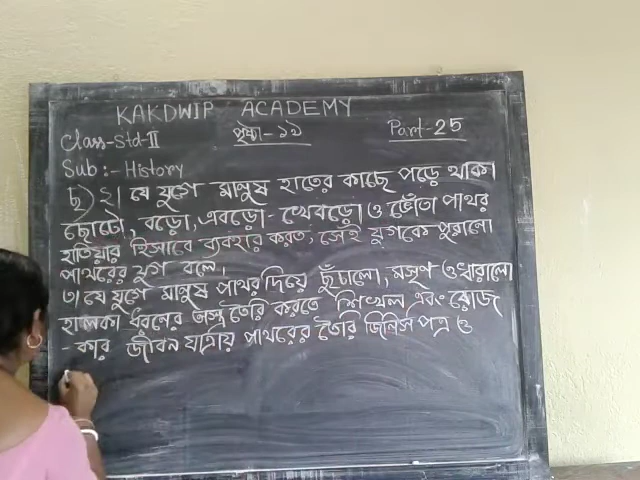 KAKDWIP ACADEMY
Class-Std-II পৃষ্ঠা-১১ Part-25
Sub:- History
চ) ২। যে যুগে মানুষ হাতের কাছে পড়ে থাকা
ছোটো, বড়ো, এবড়ো-খেবড়ো ও ভোঁতা পাথর
হাতিয়ার হিসাবে ব্যবহার করত, সেই যুগকে পুরানো
পাথরের যুগ বলে।
৩। যে যুগে মানুষ পাথর দিয়ে ছুঁচালো, মসৃণ ও ধারালো
হালকা ধরনের অস্ত্র তৈরি করতে শিখল এবং রোজ
-কার জীবন যাত্রায় পাথরের তৈরি জিনিস পত্র ও